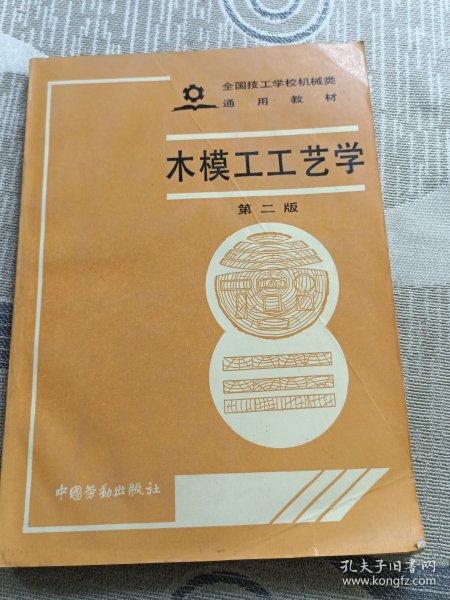 全国技工学校机械类
通用教材
木模工工艺学
第二版
中国劳动出版社
孔夫子旧书网
www.kongfz.com